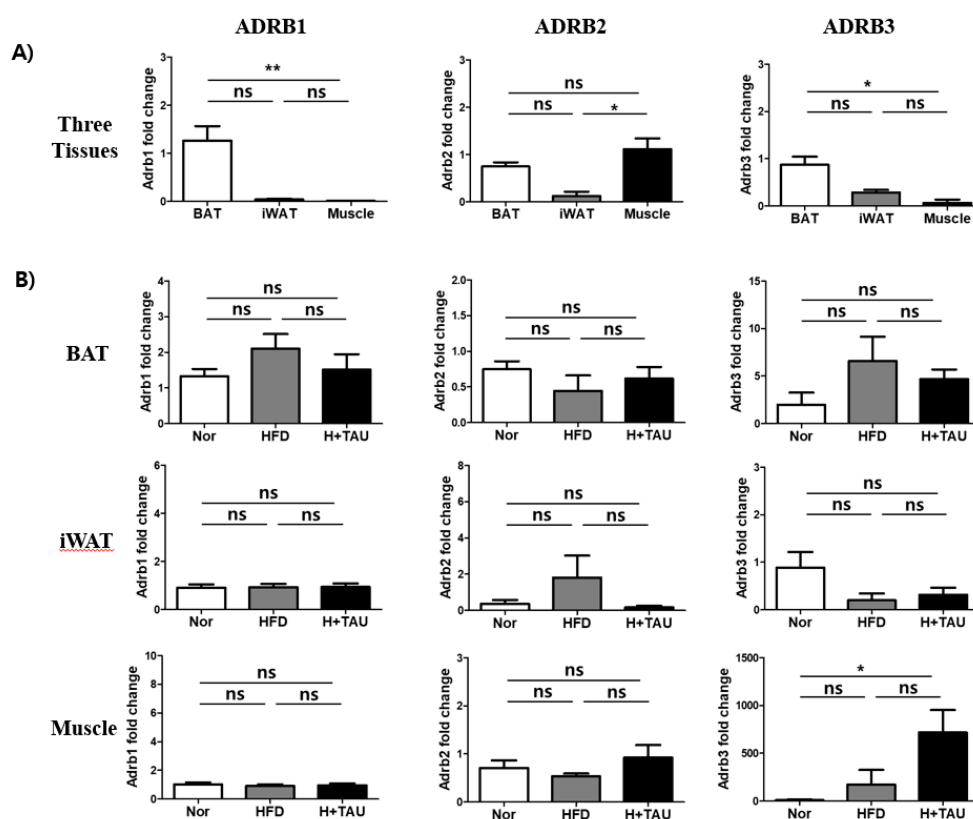 ADRB1 ADRB2 ADRB3
A)
Three
Tissues
Adrb1 fold change
3
2
1
0
**
ns ns
BAT iWAT Muscle
Adrb2 fold change
3
2
1
0
ns
ns *
BAT iWAT Muscle
Adrb3 fold change
3
2
1
0
*
ns ns
BAT iWAT Muscle
B)
BAT
Adrb1 fold change
4
3
2
1
0
ns
ns ns
Nor HFD H+TAU
Adrb2 fold change
2.0
1.5
1.0
0.5
0.0
ns
ns ns
Nor HFD H+TAU
Adrb3 fold change
15
10
5
0
ns
ns ns
Nor HFD H+TAU
iWAT
Adrb1 fold change
6
4
2
0
ns
ns ns
Nor HFD H+TAU
Adrb2 fold change
8
6
4
2
0
ns
ns ns
Nor HFD H+TAU
Adrb3 fold change
3
2
1
0
ns
ns ns
Nor HFD H+TAU
Muscle
Adrb1 fold change
10
8
6
4
2
0
ns
ns ns
Nor HFD H+TAU
Adrb2 fold change
3
2
1
0
ns
ns ns
Nor HFD H+TAU
Adrb3 fold change
1500
1000
500
0
*
ns ns
Nor HFD H+TAU